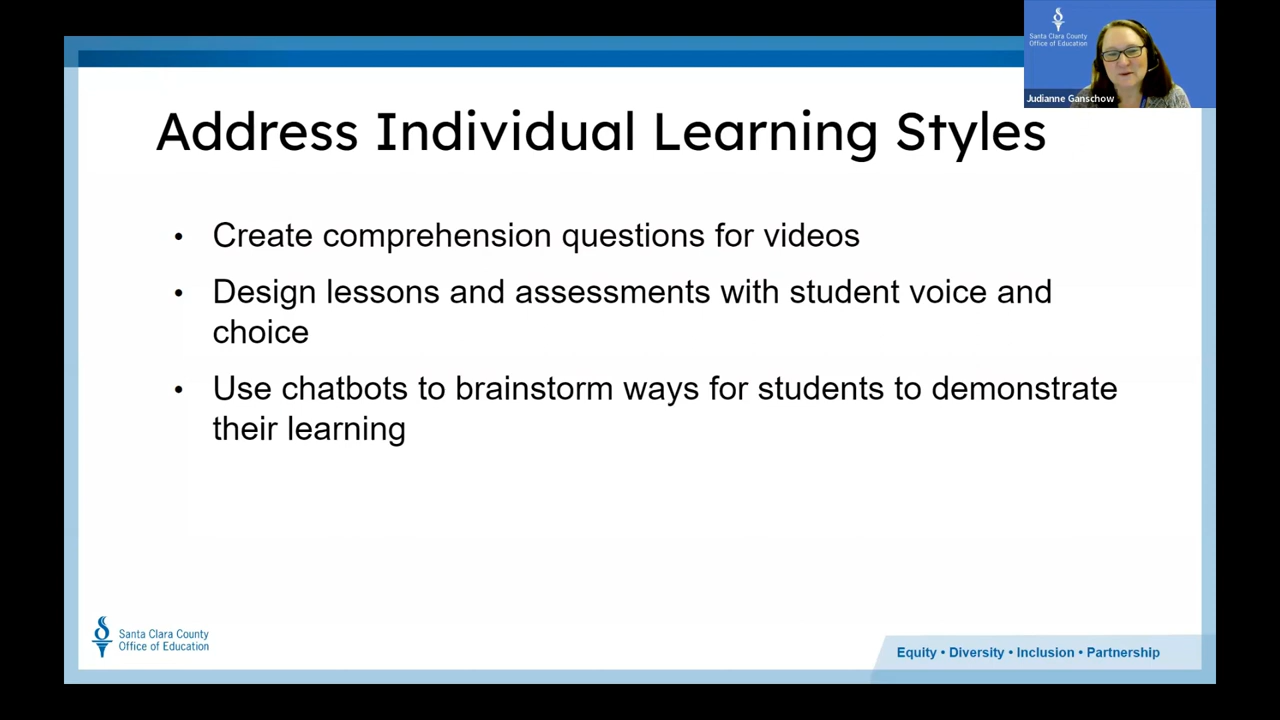 Santa Clara County
Office of Education
Judianne Ganschow
Address Individual Learning Styles
• Create comprehension questions for videos
• Design lessons and assessments with student voice and
choice
• Use chatbots to brainstorm ways for students to demonstrate
their learning
Santa Clara County
Office of Education
Equity • Diversity • Inclusion • Partnership